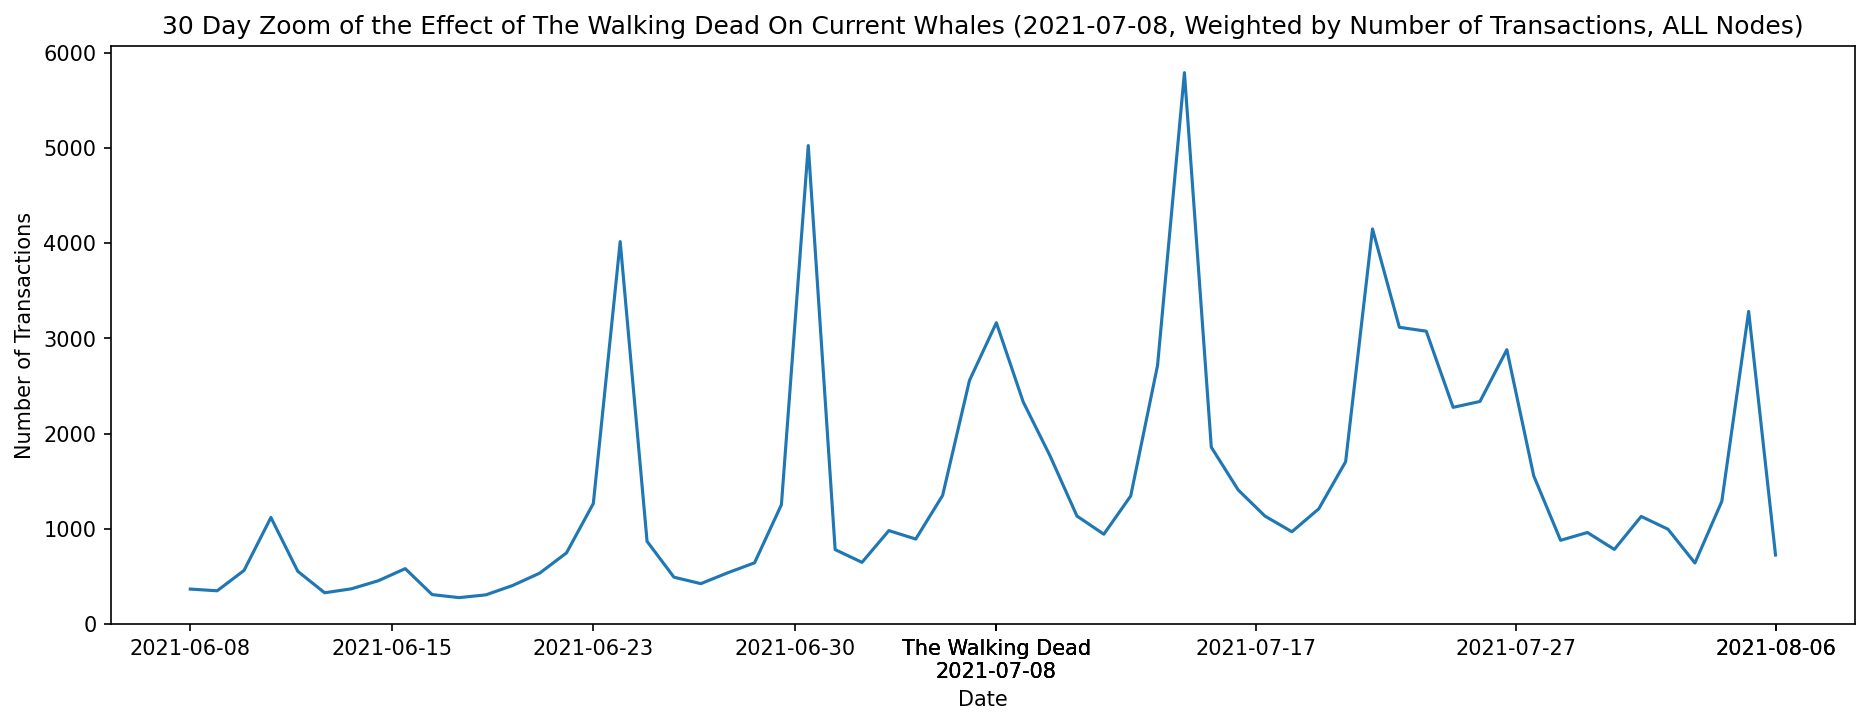 30 Day Zoom of the Effect of The Walking Dead On Current Whales (2021-07-08, Weighted by Number of Transactions, ALL Nodes)
6000
5000
4000
3000
2000
1000
0
Number of Transactions
2021-06-08 2021-06-15 2021-06-23 2021-06-30 The Walking Dead 2021-07-17 2021-07-27 2021-08-06
2021-07-08
Date